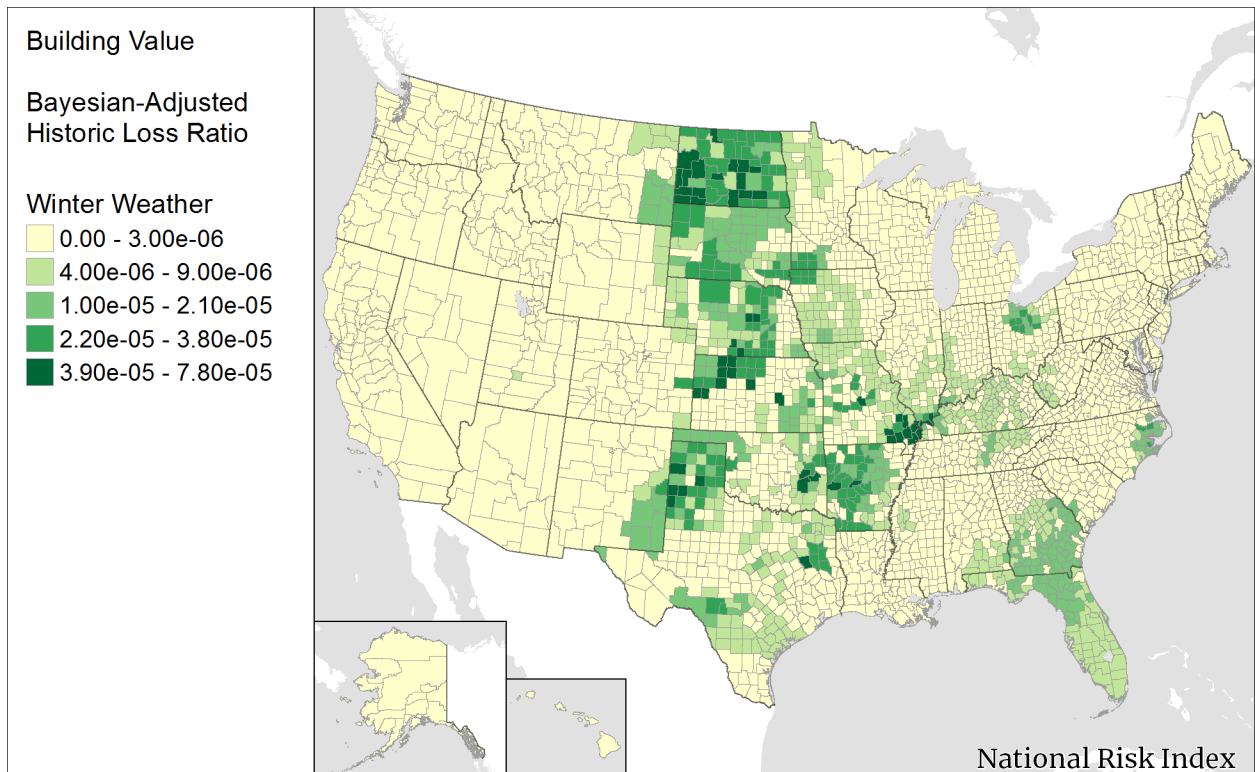 Building Value
Bayesian-Adjusted
Historic Loss Ratio
Winter Weather
0.00 - 3.00e-06
4.00e-06 - 9.00e-06
1.00e-05 - 2.10e-05
2.20e-05 - 3.80e-05
3.90e-05 - 7.80e-05
National Risk Index